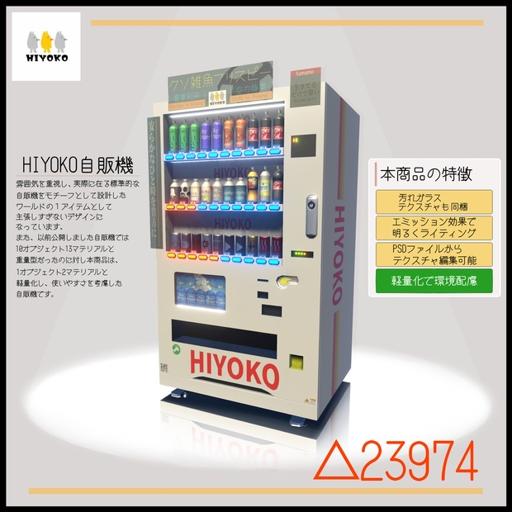 HIYOKO
HIYOKO自販機
雰囲気を重視し、実際に在る標準的な
自販機をモチーフとして設計した
ワールドの1アイテムとして
主張しすぎないデザインに
なっています。
また、以前公開しました自販機では
10オブジェクト13マテリアルと
重量型だったのに対し本商品は、
1オブジェクト2マテリアルと
軽量化し、使いやすさを考慮した
自販機です。
クソ雑魚フリスビー
HIYOKO
HIYOKO
HIYOKO
本商品の特徴
汚れガラス
テクスチャも同梱
エミッション効果で
明るくライティング
PSDファイルから
テクスチャ編集可能
軽量化で環境配慮
△23974